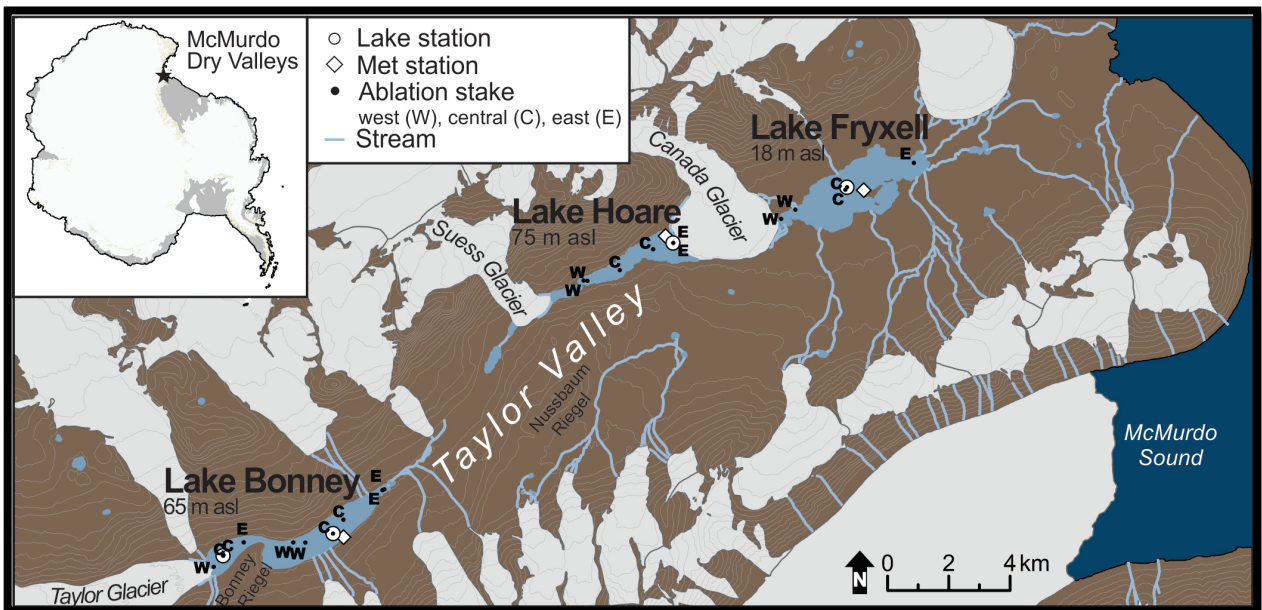 McMurdo
Dry Valleys
Lake station
Met station
Ablation stake
west (W), central (C), east (E)
Stream
Lake Fryxell
18 m asl
E
C
C
W
W
Canada Glacier
Lake Hoare
75 m asl
E
E
C
C
W
W
Suess Glacier
Taylor Valley
Nussbaum
Riegel
McMurdo
Sound
Lake Bonney
65 m asl
E
E
C
C
W
W
E
C
C
W
Bonney
Riegel
Taylor Glacier
N
0 2 4 km